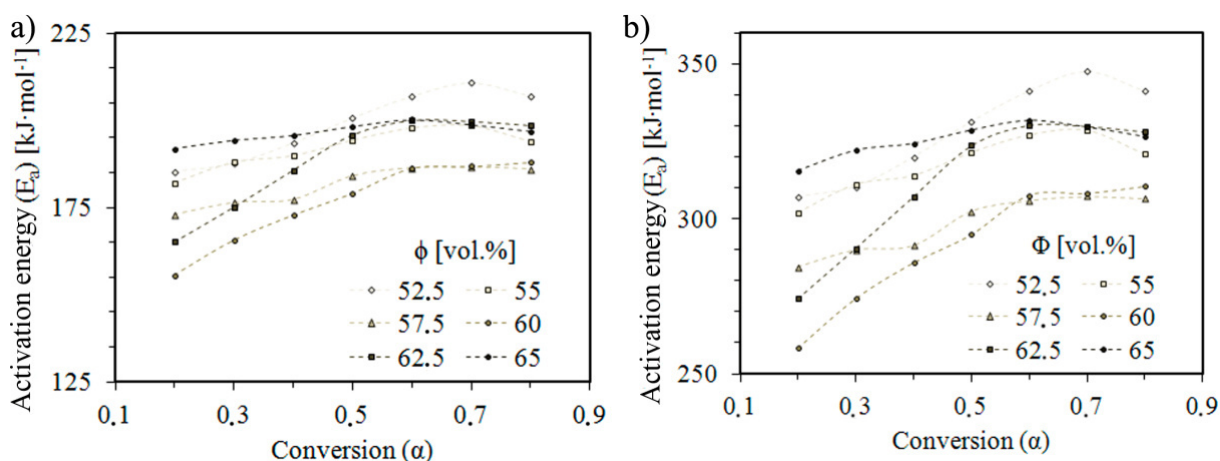 a)
Activation energy (Eₐ) [kJ·mol⁻¹]
225
175
125
0.1 0.3 0.5 0.7 0.9
Conversion (α)
ϕ [vol.%]
52.5 55
57.5 60
62.5 65
b)
Activation energy (Eₐ) [kJ·mol⁻¹]
350
300
250
0.1 0.3 0.5 0.7 0.9
Conversion (α)
Φ [vol.%]
52.5 55
57.5 60
62.5 65